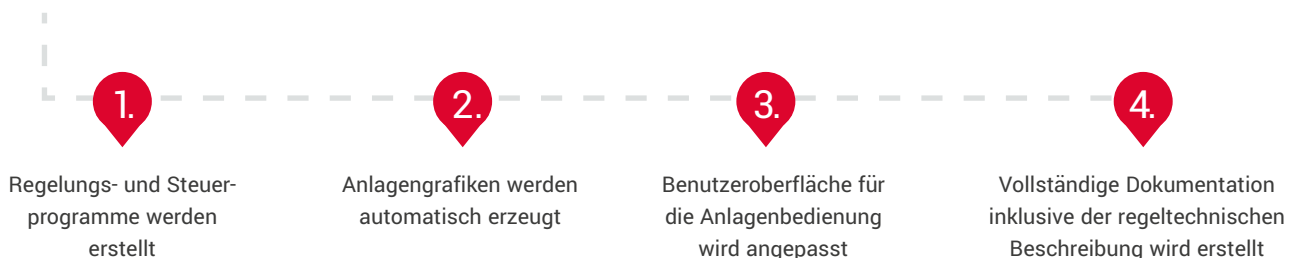 1.
Regelungs- und Steuer-
programme werden
erstellt
2.
Anlagengrafiken werden
automatisch erzeugt
3.
Benutzeroberfläche für
die Anlagenbedienung
wird angepasst
4.
Vollständige Dokumentation
inklusive der regeltechnischen
Beschreibung wird erstellt